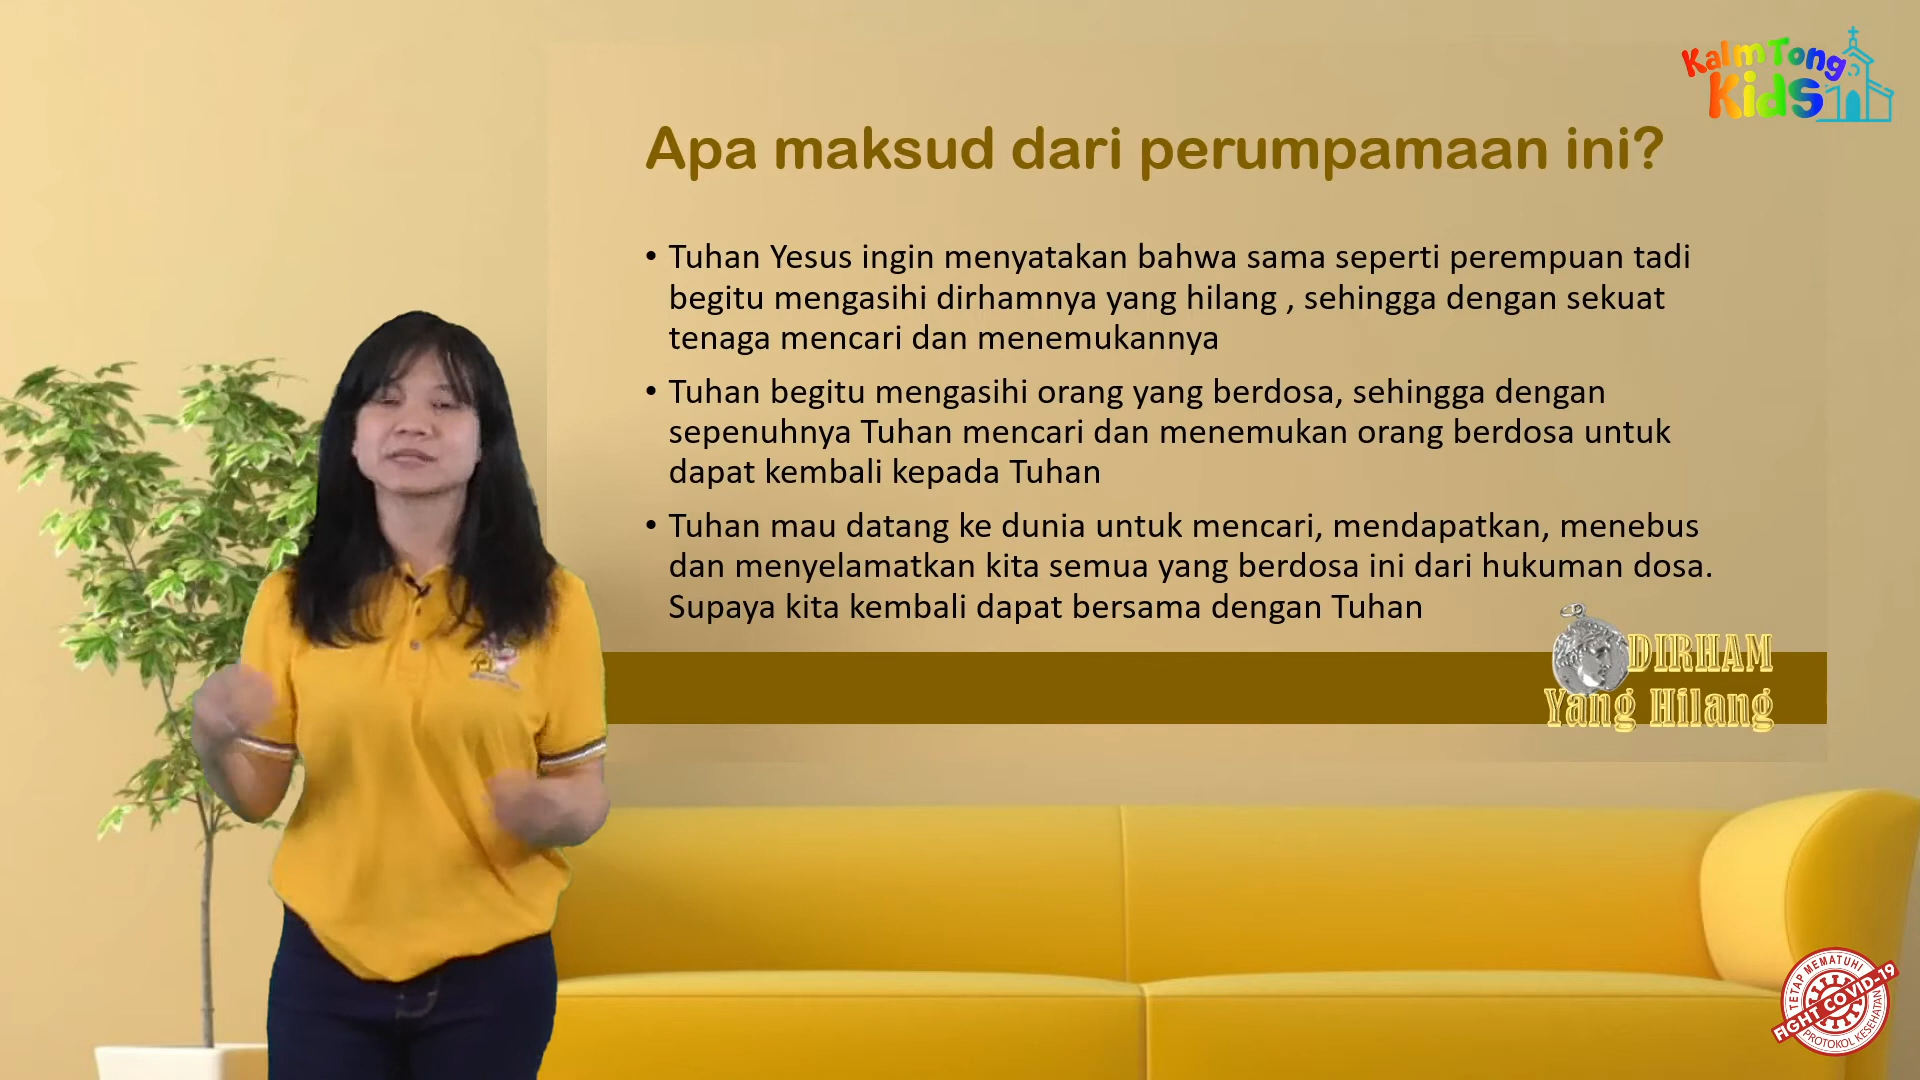 Kalm Tong
Kids
Apa maksud dari perumpamaan ini?
• Tuhan Yesus ingin menyatakan bahwa sama seperti perempuan tadi
begitu mengasihi dirhamnya yang hilang , sehingga dengan sekuat
tenaga mencari dan menemukannya
• Tuhan begitu mengasihi orang yang berdosa, sehingga dengan
sepenuhnya Tuhan mencari dan menemukan orang berdosa untuk
dapat kembali kepada Tuhan
• Tuhan mau datang ke dunia untuk mencari, mendapatkan, menebus
dan menyelamatkan kita semua yang berdosa ini dari hukuman dosa.
Supaya kita kembali dapat bersama dengan Tuhan
DIRHAM
Yang Hilang
TETAP MEMATUHI
FIGHT COVID-19
PROTOKOL KESEHATAN